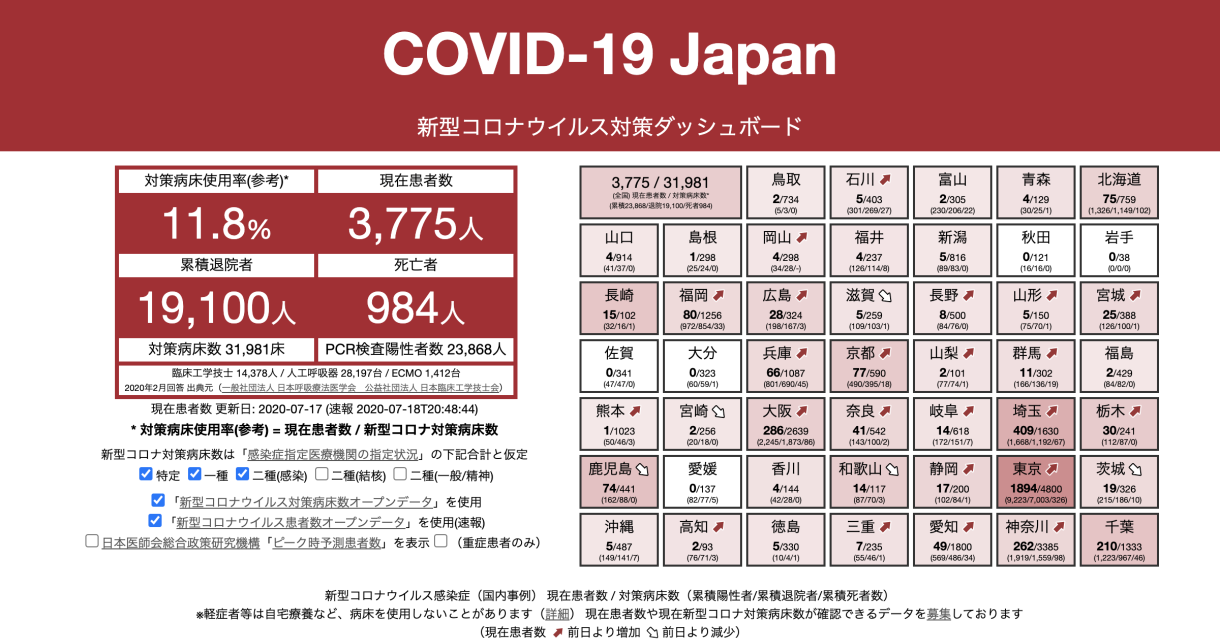 COVID-19 Japan
新型コロナウイルス対策ダッシュボード
対策病床使用率(参考)*
現在患者数
11.8%
3,775人
累積退院者
死亡者
19,100人
984人
対策病床数 31,981床
PCR検査陽性者数 23,868人
臨床工学技士 14,378人 / 人工呼吸器 28,197台 / ECMO 1,412台
2020年2月回答 出典元（一般社団法人 日本呼吸療法医学会　公益社団法人 日本臨床工学技士会）
現在患者数 更新日: 2020-07-17 (速報 2020-07-18T20:48:44)
* 対策病床使用率(参考) = 現在患者数 / 新型コロナ対策病床数
新型コロナ対策病床数は「感染症指定医療機関の指定状況」の下記合計と仮定
特定 一種 二種(感染) 二種(結核) 二種(一般/精神)
「新型コロナウイルス対策病床数オープンデータ」を使用
「新型コロナウイルス患者数オープンデータ」を使用(速報)
日本医師会総合政策研究機構「ピーク時予測患者数」を表示 （重症患者のみ）
3,775 / 31,981
(全国) 現在患者数 / 対策病床数*
(累積23,868/退院19,100/死者984)
鳥取
2/734
(5/3/0)
石川
5/403
(301/269/27)
富山
2/305
(230/206/22)
青森
4/129
(30/25/1)
北海道
75/759
(1,326/1,149/102)
山口
4/914
(41/37/0)
島根
1/298
(25/24/0)
岡山
4/298
(34/28/-)
福井
4/237
(126/114/8)
新潟
5/816
(89/83/0)
秋田
0/121
(16/16/0)
岩手
0/38
(0/0/0)
長崎
15/102
(32/16/1)
福岡
80/1256
(972/854/33)
広島
28/324
(198/167/3)
滋賀
5/259
(109/103/1)
長野
8/500
(84/76/0)
山形
5/150
(75/70/1)
宮城
25/388
(126/100/1)
佐賀
0/341
(47/47/0)
大分
0/323
(60/59/1)
兵庫
66/1087
(801/690/45)
京都
77/590
(490/395/18)
山梨
2/101
(77/74/1)
群馬
11/302
(166/136/19)
福島
2/429
(84/82/0)
熊本
1/1023
(50/46/3)
宮崎
2/256
(20/18/0)
大阪
286/2639
(2,245/1,873/86)
奈良
4/541
(143/100/2)
岐阜
14/618
(172/151/7)
埼玉
409/1630
(1,668/1,192/67)
栃木
30/241
(112/87/0)
鹿児島
74/441
(162/88/0)
愛媛
0/137
(82/77/5)
香川
4/144
(42/28/0)
和歌山
14/117
(87/70/3)
静岡
17/200
(102/84/1)
東京
1894/4800
(9,223/7,003/326)
茨城
19/326
(215/186/10)
沖縄
5/487
(149/141/7)
高知
2/93
(76/71/3)
徳島
5/330
(10/4/1)
三重
7/235
(55/46/1)
愛知
49/1800
(569/486/34)
神奈川
262/3385
(1,919/1,559/98)
千葉
210/1333
(1,223/967/46)
新型コロナウイルス感染症（国内事例） 現在患者数 / 対策病床数（累積陽性者/累積退院者/累積死者数）
※軽症者等は自宅療養など、病床を使用しないことがあります（詳細） 現在患者数や現在新型コロナ対策病床数が確認できるデータを募集しております
（現在患者数 前日より増加 前日より減少）